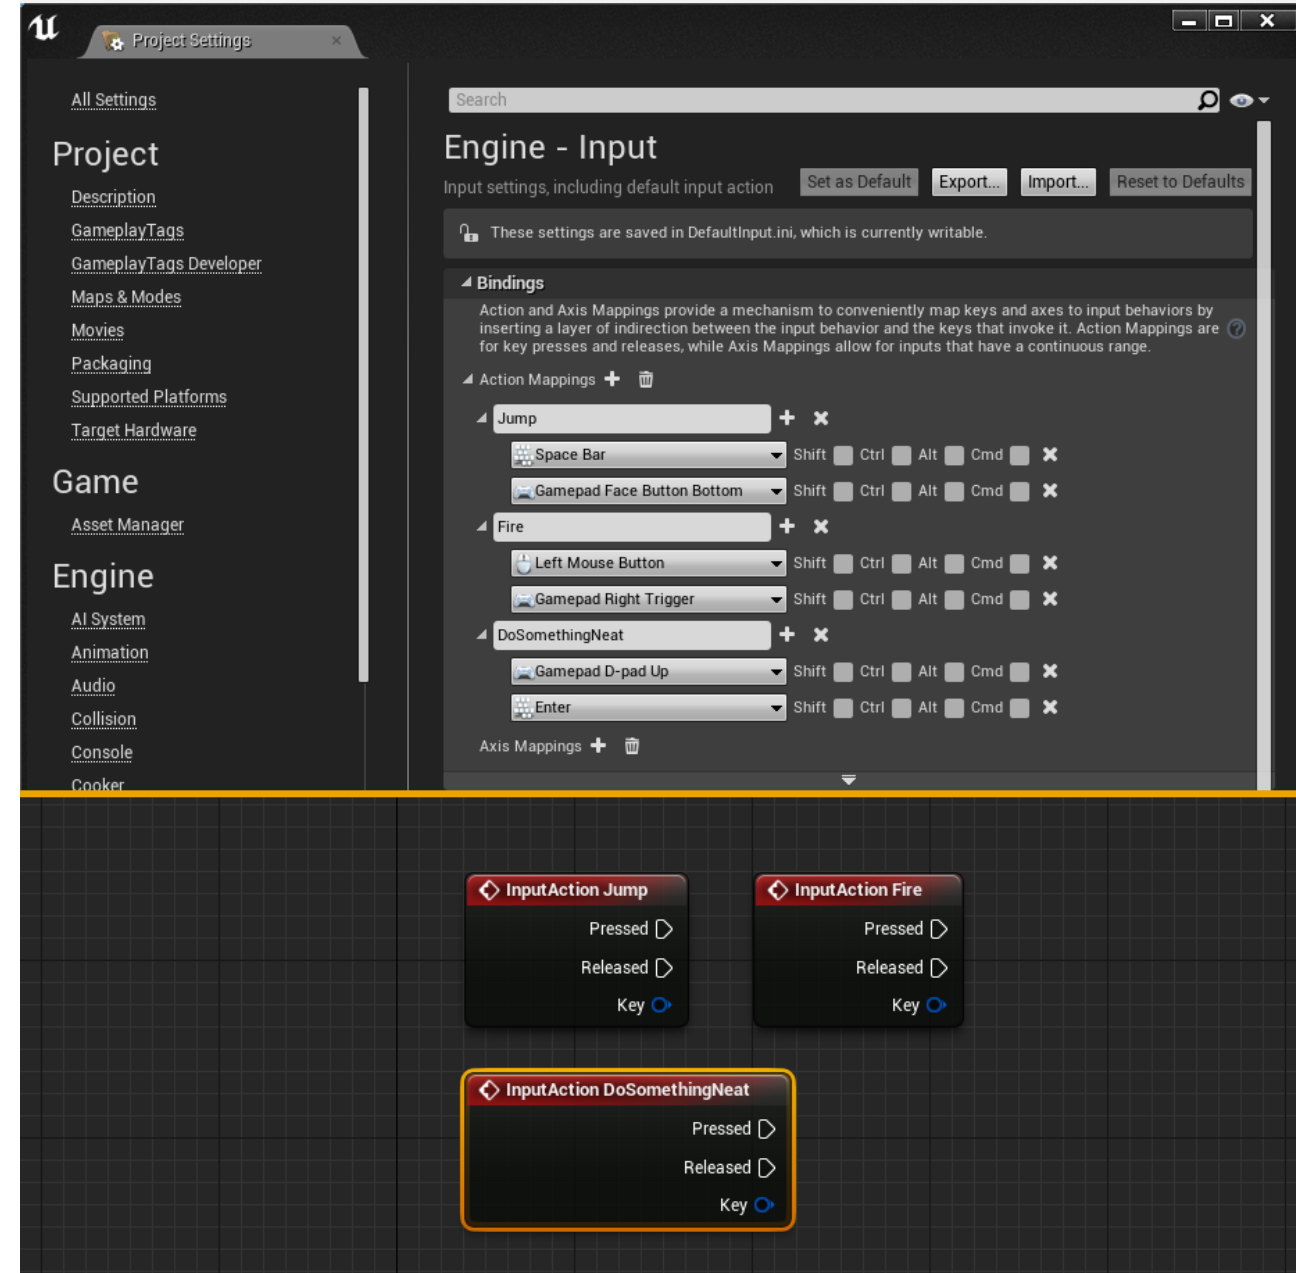 Project Settings
All Settings
Project
Description
GameplayTags
GameplayTags Developer
Maps & Modes
Movies
Packaging
Supported Platforms
Target Hardware
Game
Asset Manager
Engine
AI System
Animation
Audio
Collision
Console
Cooker
Search
Engine - Input
Input settings, including default input action
Set as Default Export... Import... Reset to Defaults
These settings are saved in DefaultInput.ini, which is currently writable.
Bindings
Action and Axis Mappings provide a mechanism to conveniently map keys and axes to input behaviors by
inserting a layer of indirection between the input behavior and the keys that invoke it. Action Mappings are
for key presses and releases, while Axis Mappings allow for inputs that have a continuous range.
Action Mappings
Jump
Space Bar Shift Ctrl Alt Cmd
Gamepad Face Button Bottom Shift Ctrl Alt Cmd
Fire
Left Mouse Button Shift Ctrl Alt Cmd
Gamepad Right Trigger Shift Ctrl Alt Cmd
DoSomethingNeat
Gamepad D-pad Up Shift Ctrl Alt Cmd
Enter Shift Ctrl Alt Cmd
Axis Mappings
InputAction Jump
Pressed
Released
Key
InputAction Fire
Pressed
Released
Key
InputAction DoSomethingNeat
Pressed
Released
Key